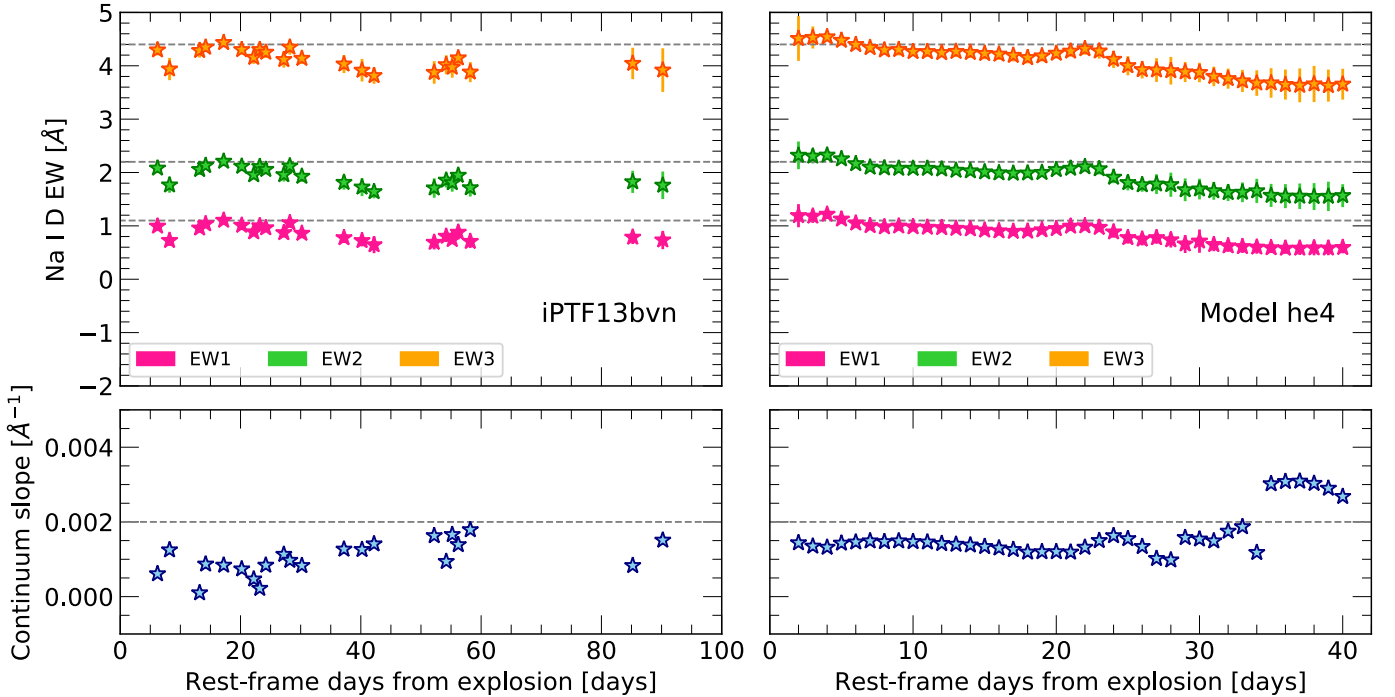 Na I D EW [Å]
5
4
3
2
1
0
−1
−2
iPTF13bvn
EW1 EW2 EW3
Model he4
EW1 EW2 EW3
Continuum slope [Å⁻¹]
0.004
0.002
0.000
0 20 40 60 80 100
Rest-frame days from explosion [days]
0 10 20 30 40
Rest-frame days from explosion [days]